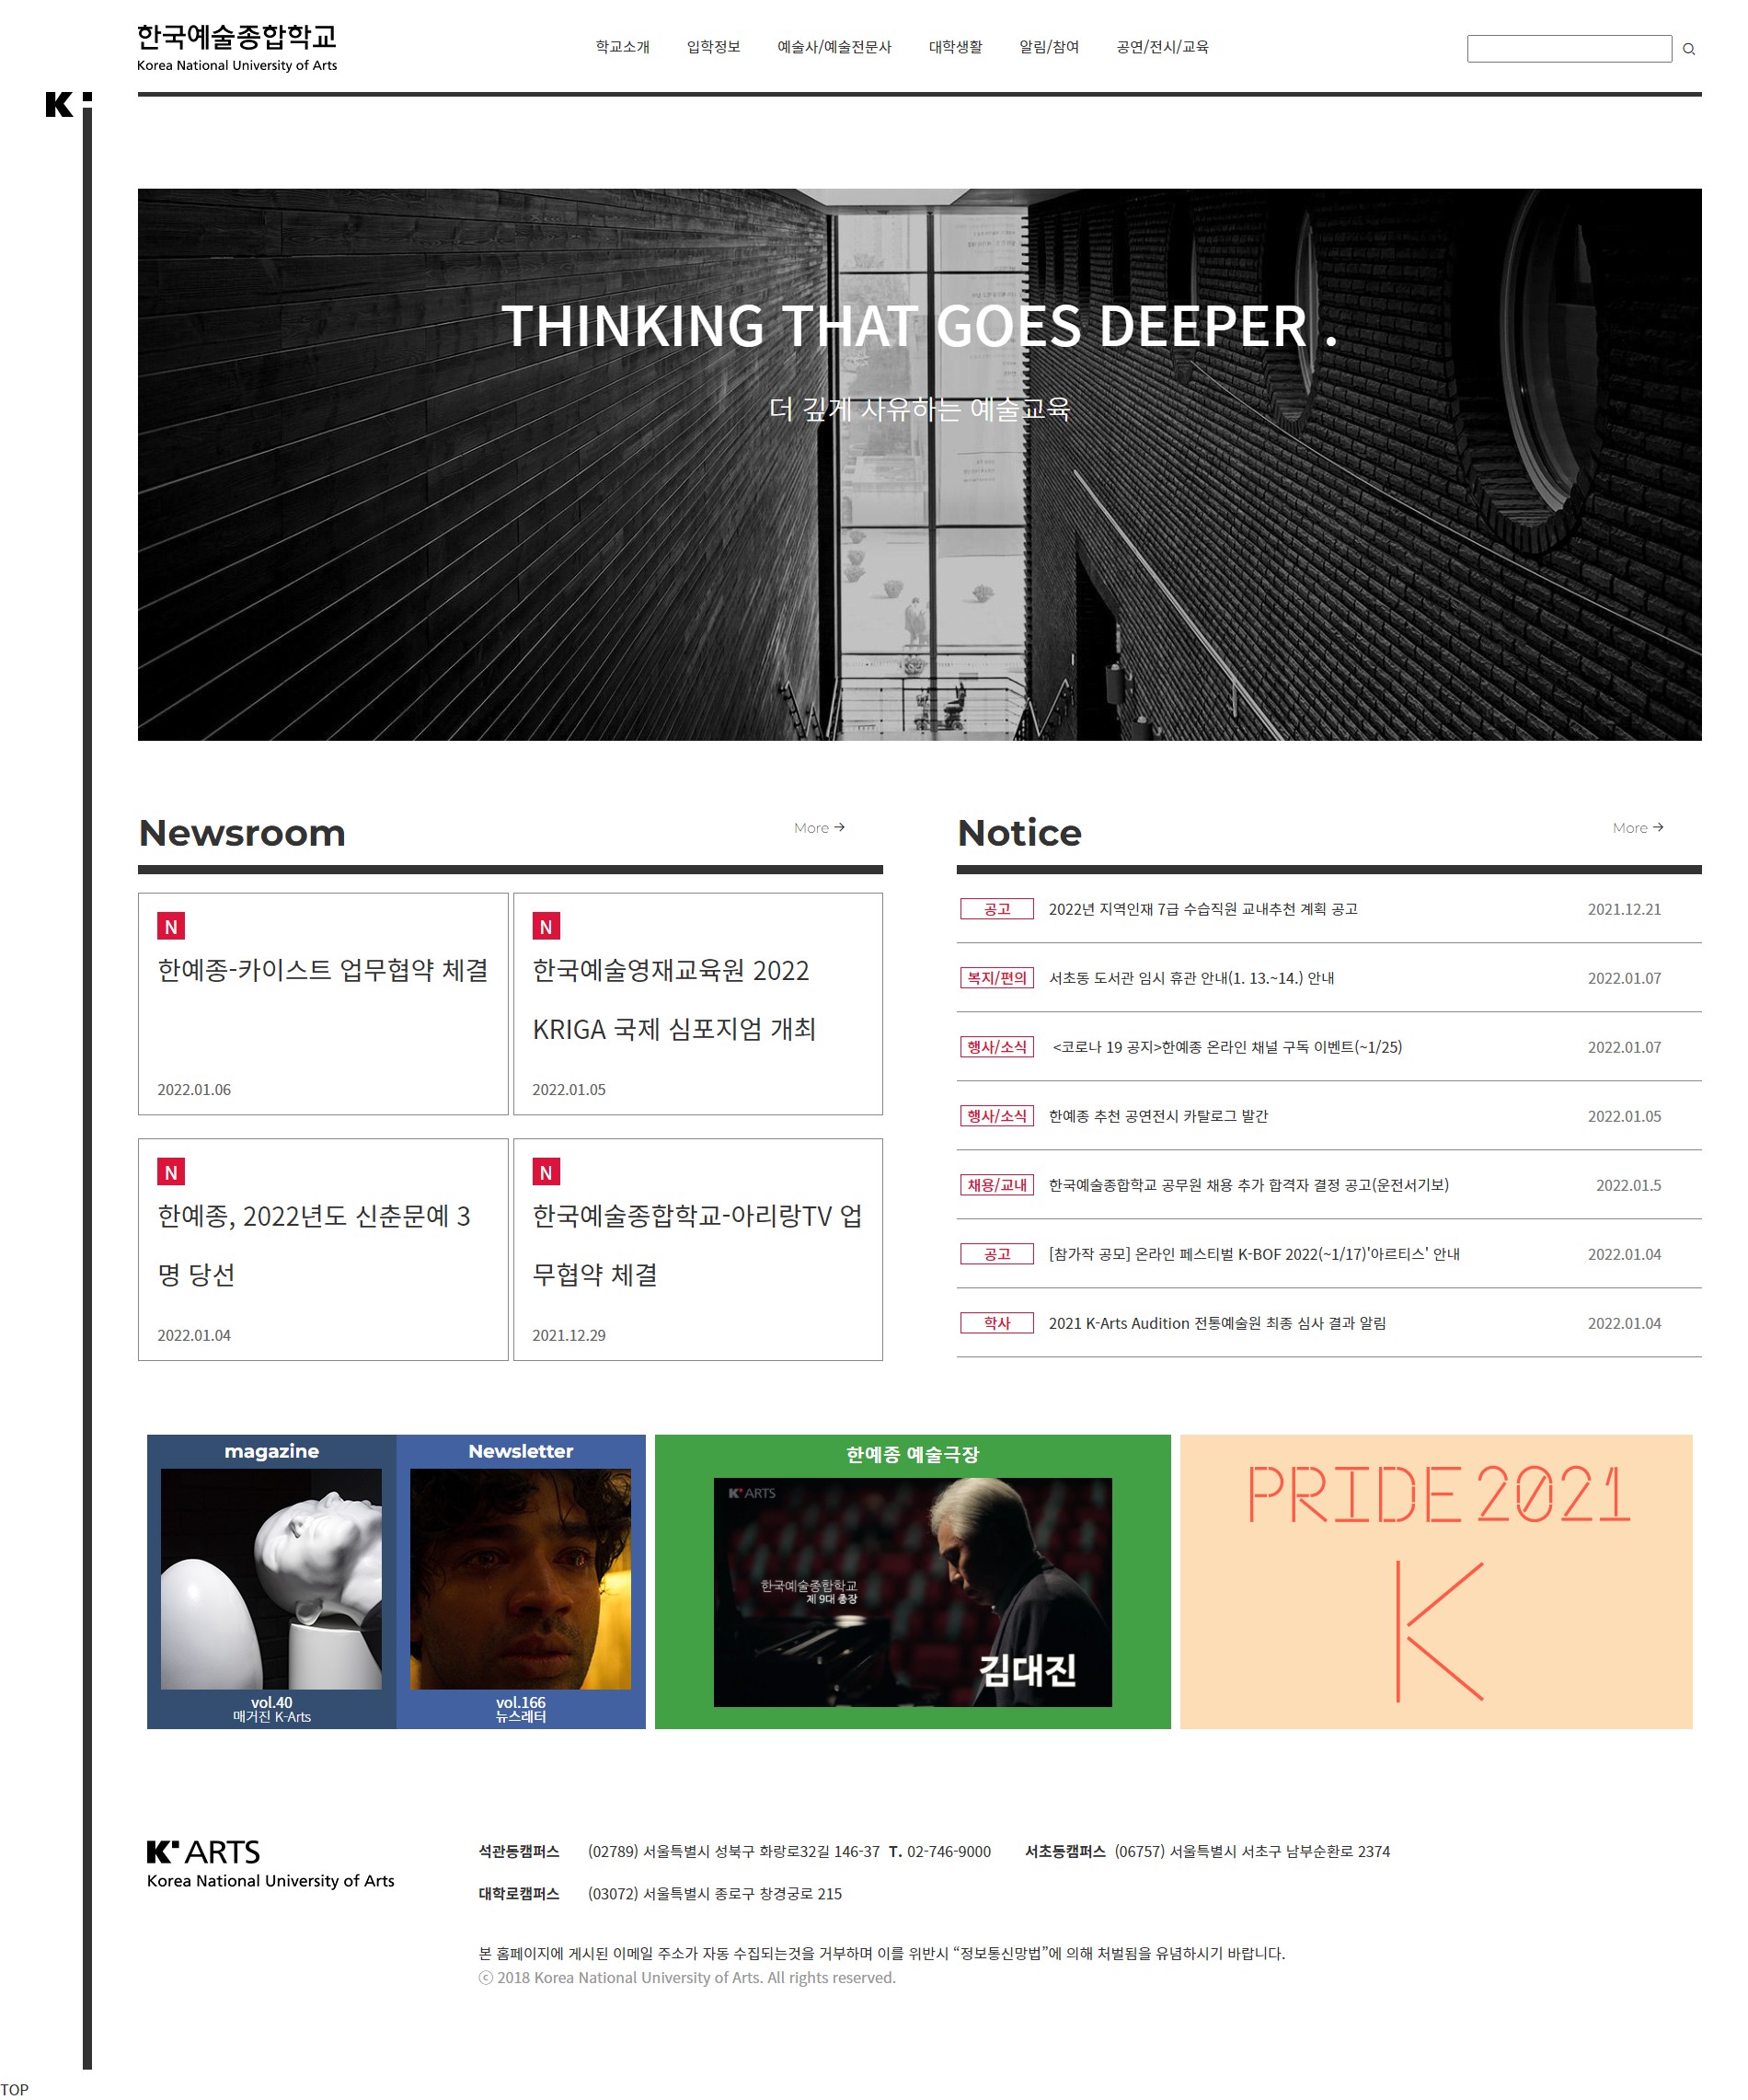 한국예술종합학교
Korea National University of Arts
학교소개 입학정보 예술사/예술전문사 대학생활 알림/참여 공연/전시/교육
K
THINKING THAT GOES DEEPER .
더 깊게 사유하는 예술교육
Newsroom More →
N
한예종-카이스트 업무협약 체결
2022.01.06
N
한국예술영재교육원 2022
KRIGA 국제 심포지엄 개최
2022.01.05
N
한예종, 2022년도 신춘문예 3
명 당선
2022.01.04
N
한국예술종합학교-아리랑TV 업
무협약 체결
2021.12.29
Notice More →
공고 2022년 지역인재 7급 수습직원 교내추천 계획 공고 2021.12.21
복지/편의 서초동 도서관 임시 휴관 안내(1. 13.~14.) 안내 2022.01.07
행사/소식 <코로나 19 공지>한예종 온라인 채널 구독 이벤트(~1/25) 2022.01.07
행사/소식 한예종 추천 공연전시 카탈로그 발간 2022.01.05
채용/교내 한국예술종합학교 공무원 채용 추가 합격자 결정 공고(운전서기보) 2022.01.5
공고 [참가작 공모] 온라인 페스티벌 K-BOF 2022(~1/17)'아르티스' 안내 2022.01.04
학사 2021 K-Arts Audition 전통예술원 최종 심사 결과 알림 2022.01.04
magazine
vol.40
매거진 K-Arts
Newsletter
vol.166
뉴스레터
한예종 예술극장
K ARTS
한국예술종합학교
제 9대 총장
김대진
PRIDE 2021
K
K ARTS
Korea National University of Arts
석관동캠퍼스 (02789) 서울특별시 성북구 화랑로32길 146-37 T. 02-746-9000 서초동캠퍼스 (06757) 서울특별시 서초구 남부순환로 2374
대학로캠퍼스 (03072) 서울특별시 종로구 창경궁로 215
본 홈페이지에 게시된 이메일 주소가 자동 수집되는것을 거부하며 이를 위반시 “정보통신망법”에 의해 처벌됨을 유념하시기 바랍니다.
ⓒ 2018 Korea National University of Arts. All rights reserved.
TOP